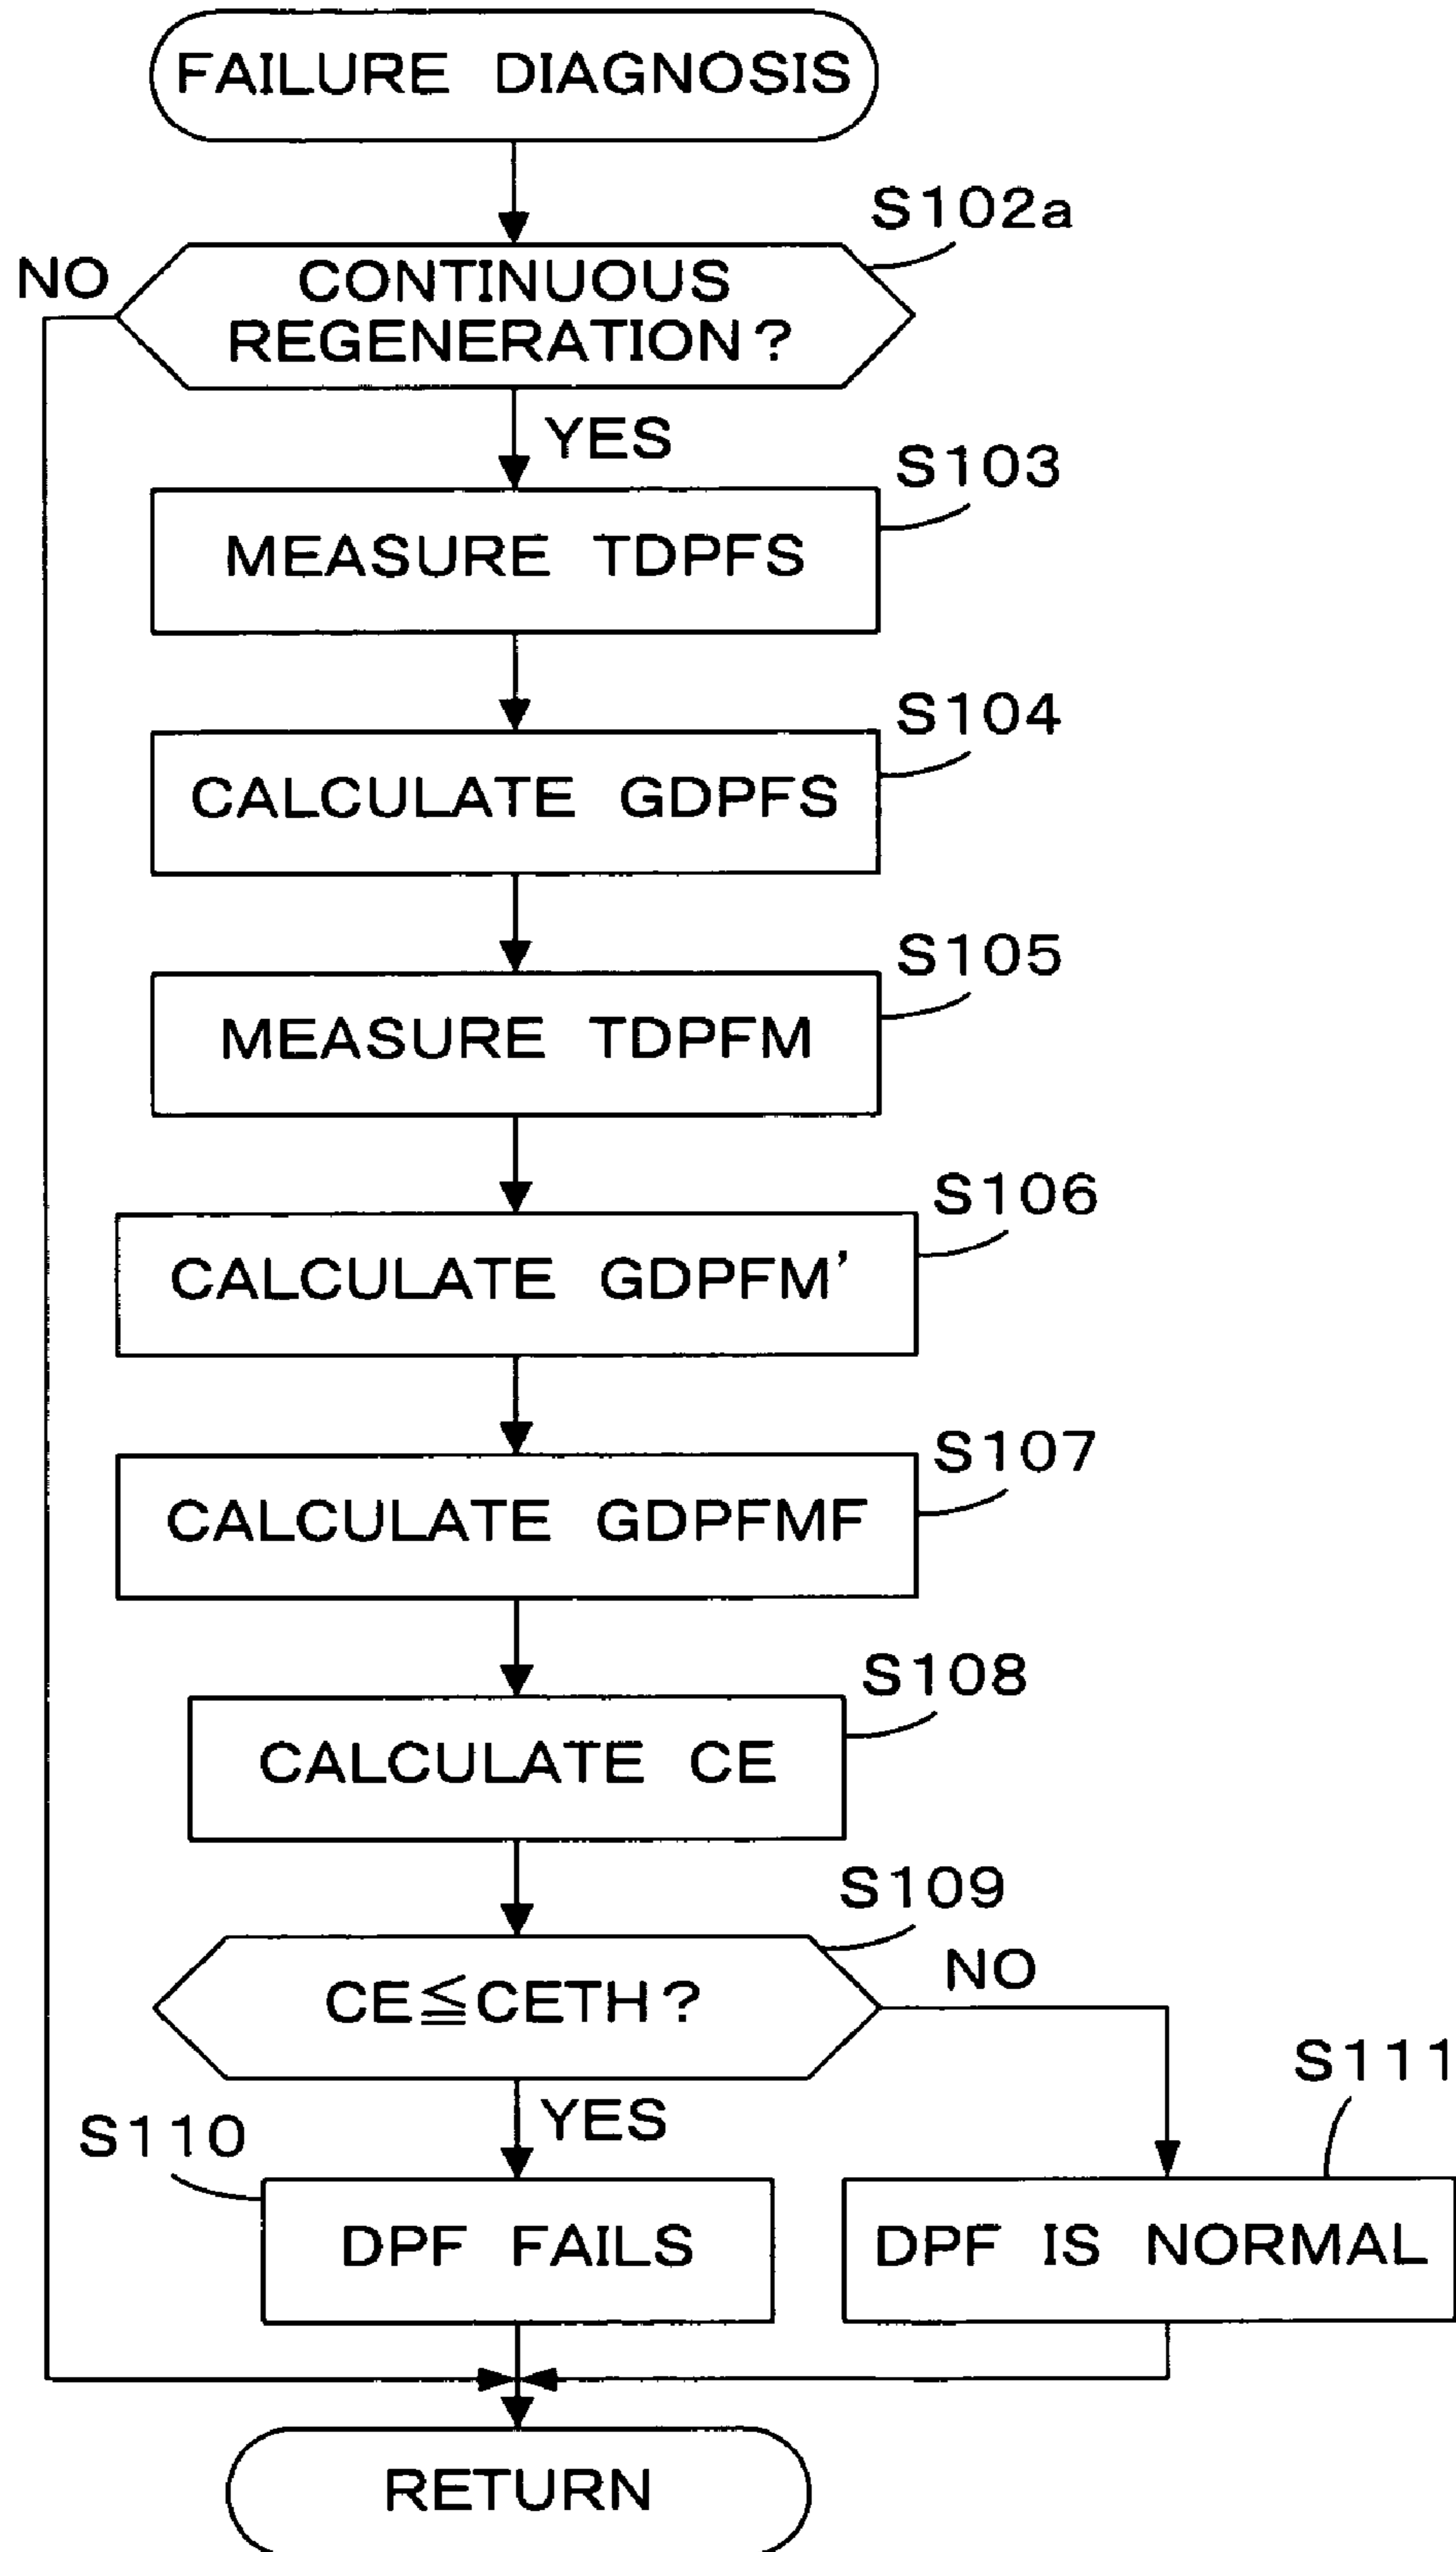 FAILURE DIAGNOSIS
S102a
NO
CONTINUOUS
REGENERATION?
YES
S103
MEASURE TDPFS
S104
CALCULATE GDPFS
S105
MEASURE TDPFM
S106
CALCULATE GDPFM'
S107
CALCULATE GDPFMF
S108
CALCULATE CE
S109
CE≦CETH?
NO
S111
YES
S110
DPF FAILS
DPF IS NORMAL
RETURN